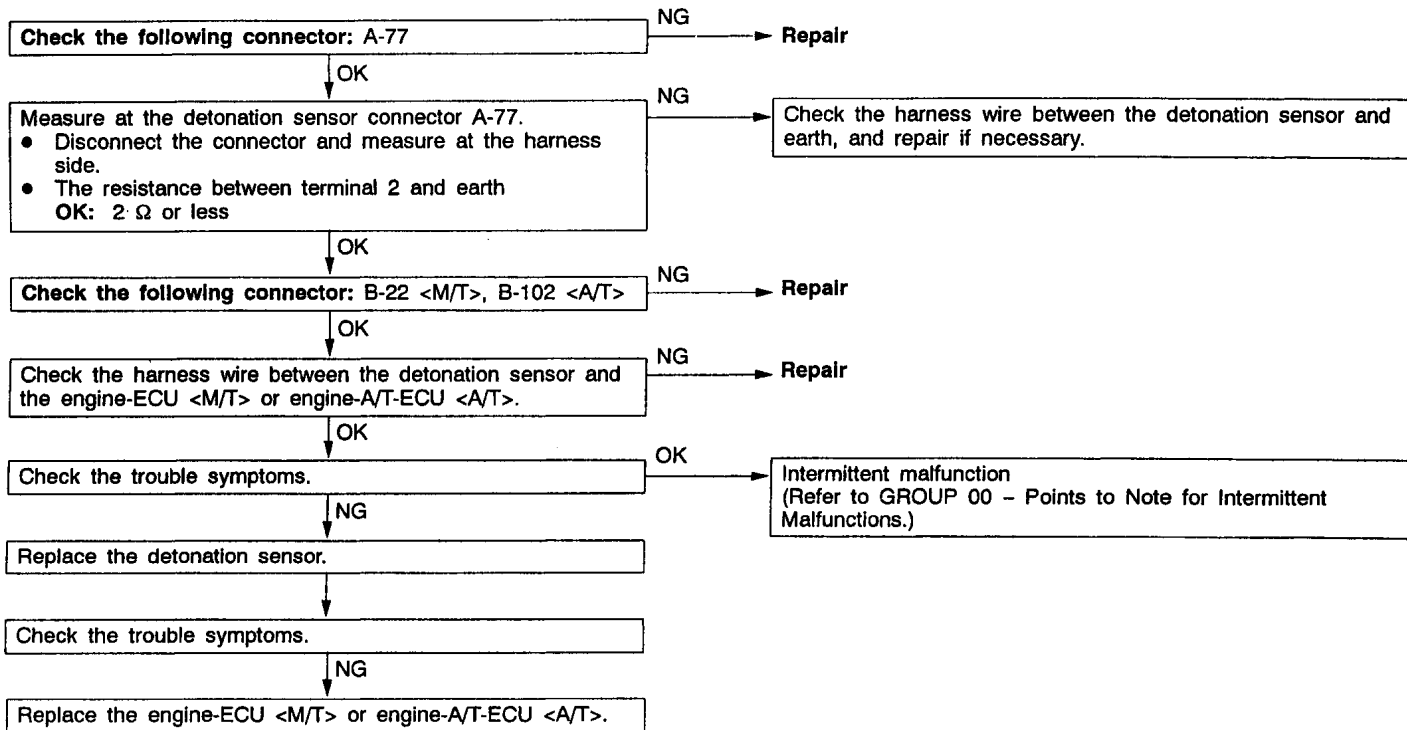 NG
Check the following connector: A-77
Repair
OK
NG
Measure at the detonation sensor connector A-77.
● Disconnect the connector and measure at the harness
side.
● The resistance between terminal 2 and earth
OK: 2 Ω or less
Check the harness wire between the detonation sensor and
earth, and repair if necessary.
OK
NG
Check the following connector: B-22 <M/T>, B-102 <A/T>
Repair
OK
NG
Check the harness wire between the detonation sensor and
the engine-ECU <M/T> or engine-A/T-ECU <A/T>.
Repair
OK
OK
Check the trouble symptoms.
Intermittent malfunction
(Refer to GROUP 00 – Points to Note for Intermittent
Malfunctions.)
NG
Replace the detonation sensor.
Check the trouble symptoms.
NG
Replace the engine-ECU <M/T> or engine-A/T-ECU <A/T>.